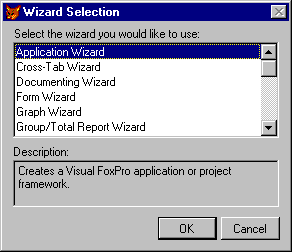 Wizard Selection
Select the wizard you would like to use:
Application Wizard
Cross-Tab Wizard
Documenting Wizard
Form Wizard
Graph Wizard
Group/Total Report Wizard
Description:
Creates a Visual FoxPro application or project
framework.
OK
Cancel